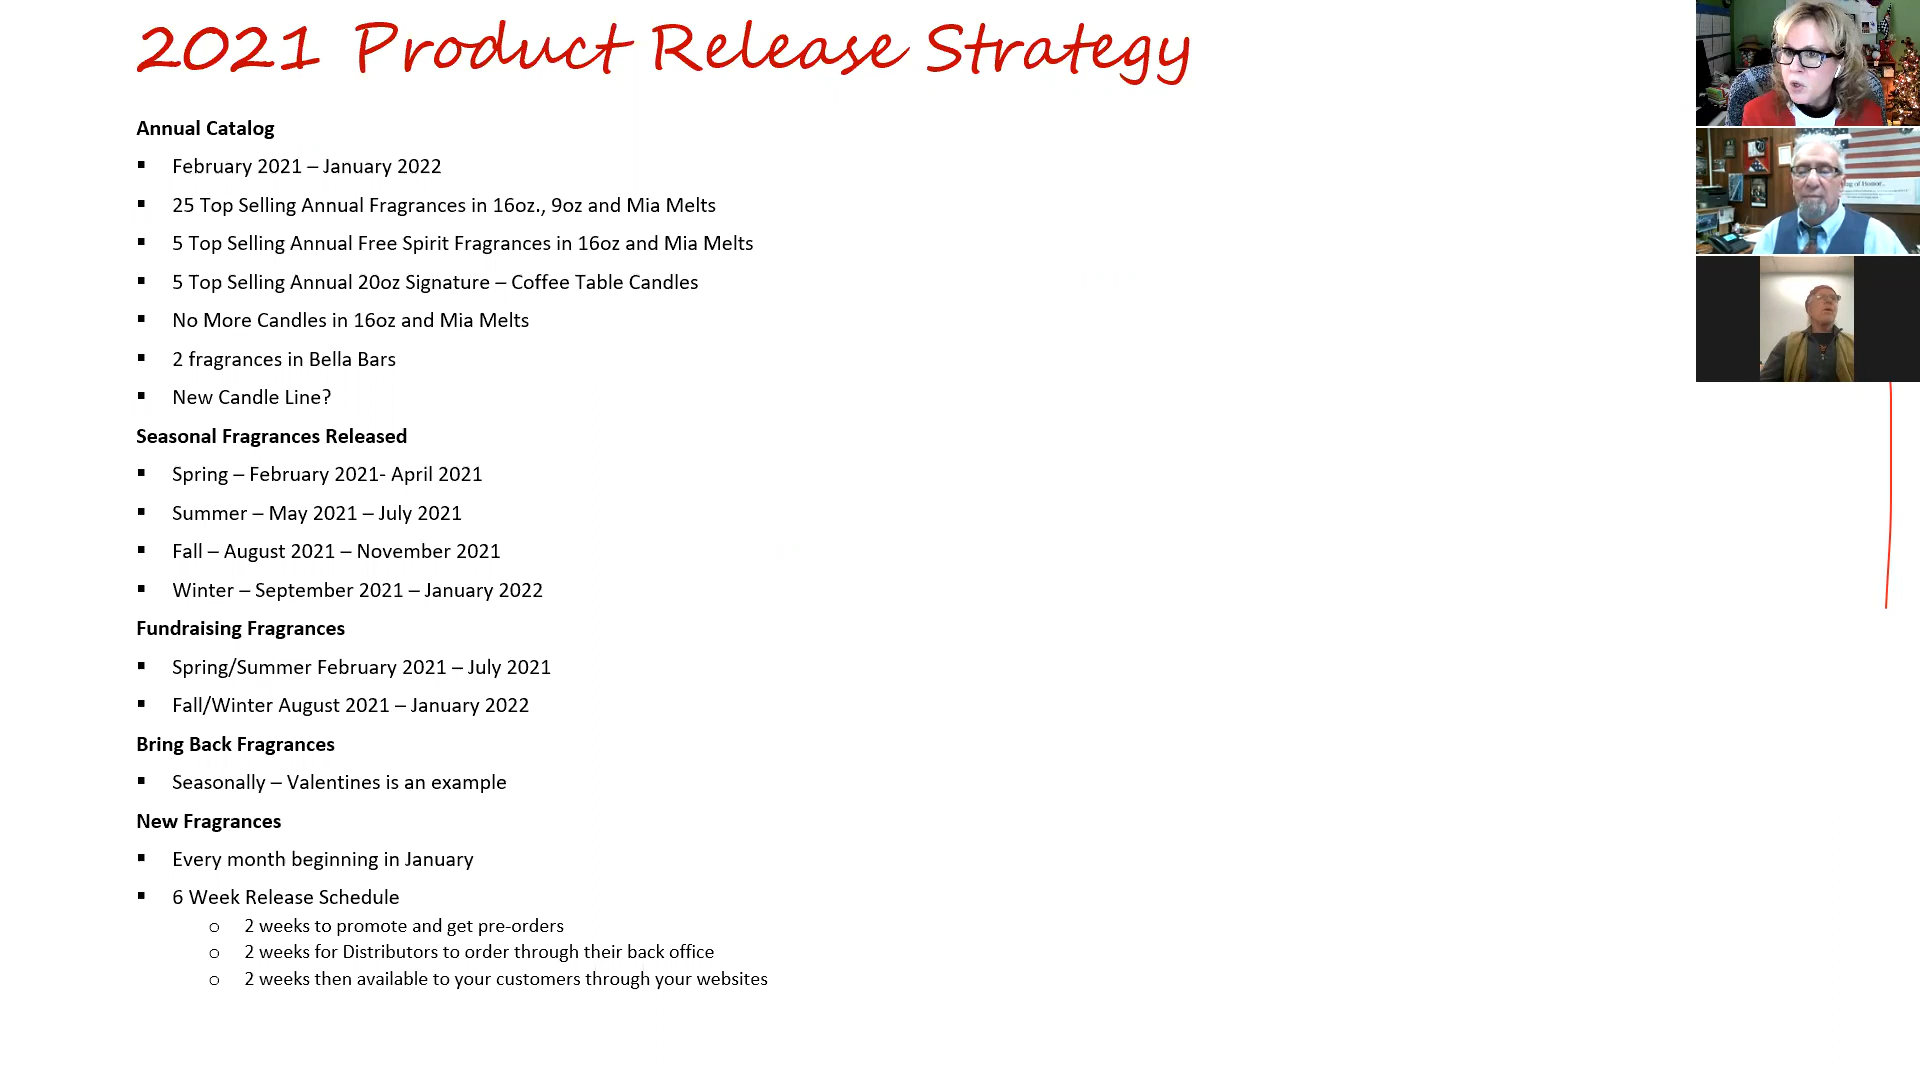 2021 Product Release Strategy
Annual Catalog
▪ February 2021 – January 2022
▪ 25 Top Selling Annual Fragrances in 16oz., 9oz and Mia Melts
▪ 5 Top Selling Annual Free Spirit Fragrances in 16oz and Mia Melts
▪ 5 Top Selling Annual 20oz Signature – Coffee Table Candles
▪ No More Candles in 16oz and Mia Melts
▪ 2 fragrances in Bella Bars
▪ New Candle Line?
Seasonal Fragrances Released
▪ Spring – February 2021- April 2021
▪ Summer – May 2021 – July 2021
▪ Fall – August 2021 – November 2021
▪ Winter – September 2021 – January 2022
Fundraising Fragrances
▪ Spring/Summer February 2021 – July 2021
▪ Fall/Winter August 2021 – January 2022
Bring Back Fragrances
▪ Seasonally – Valentines is an example
New Fragrances
▪ Every month beginning in January
▪ 6 Week Release Schedule
o 2 weeks to promote and get pre-orders
o 2 weeks for Distributors to order through their back office
o 2 weeks then available to your customers through your websites
of Honor.